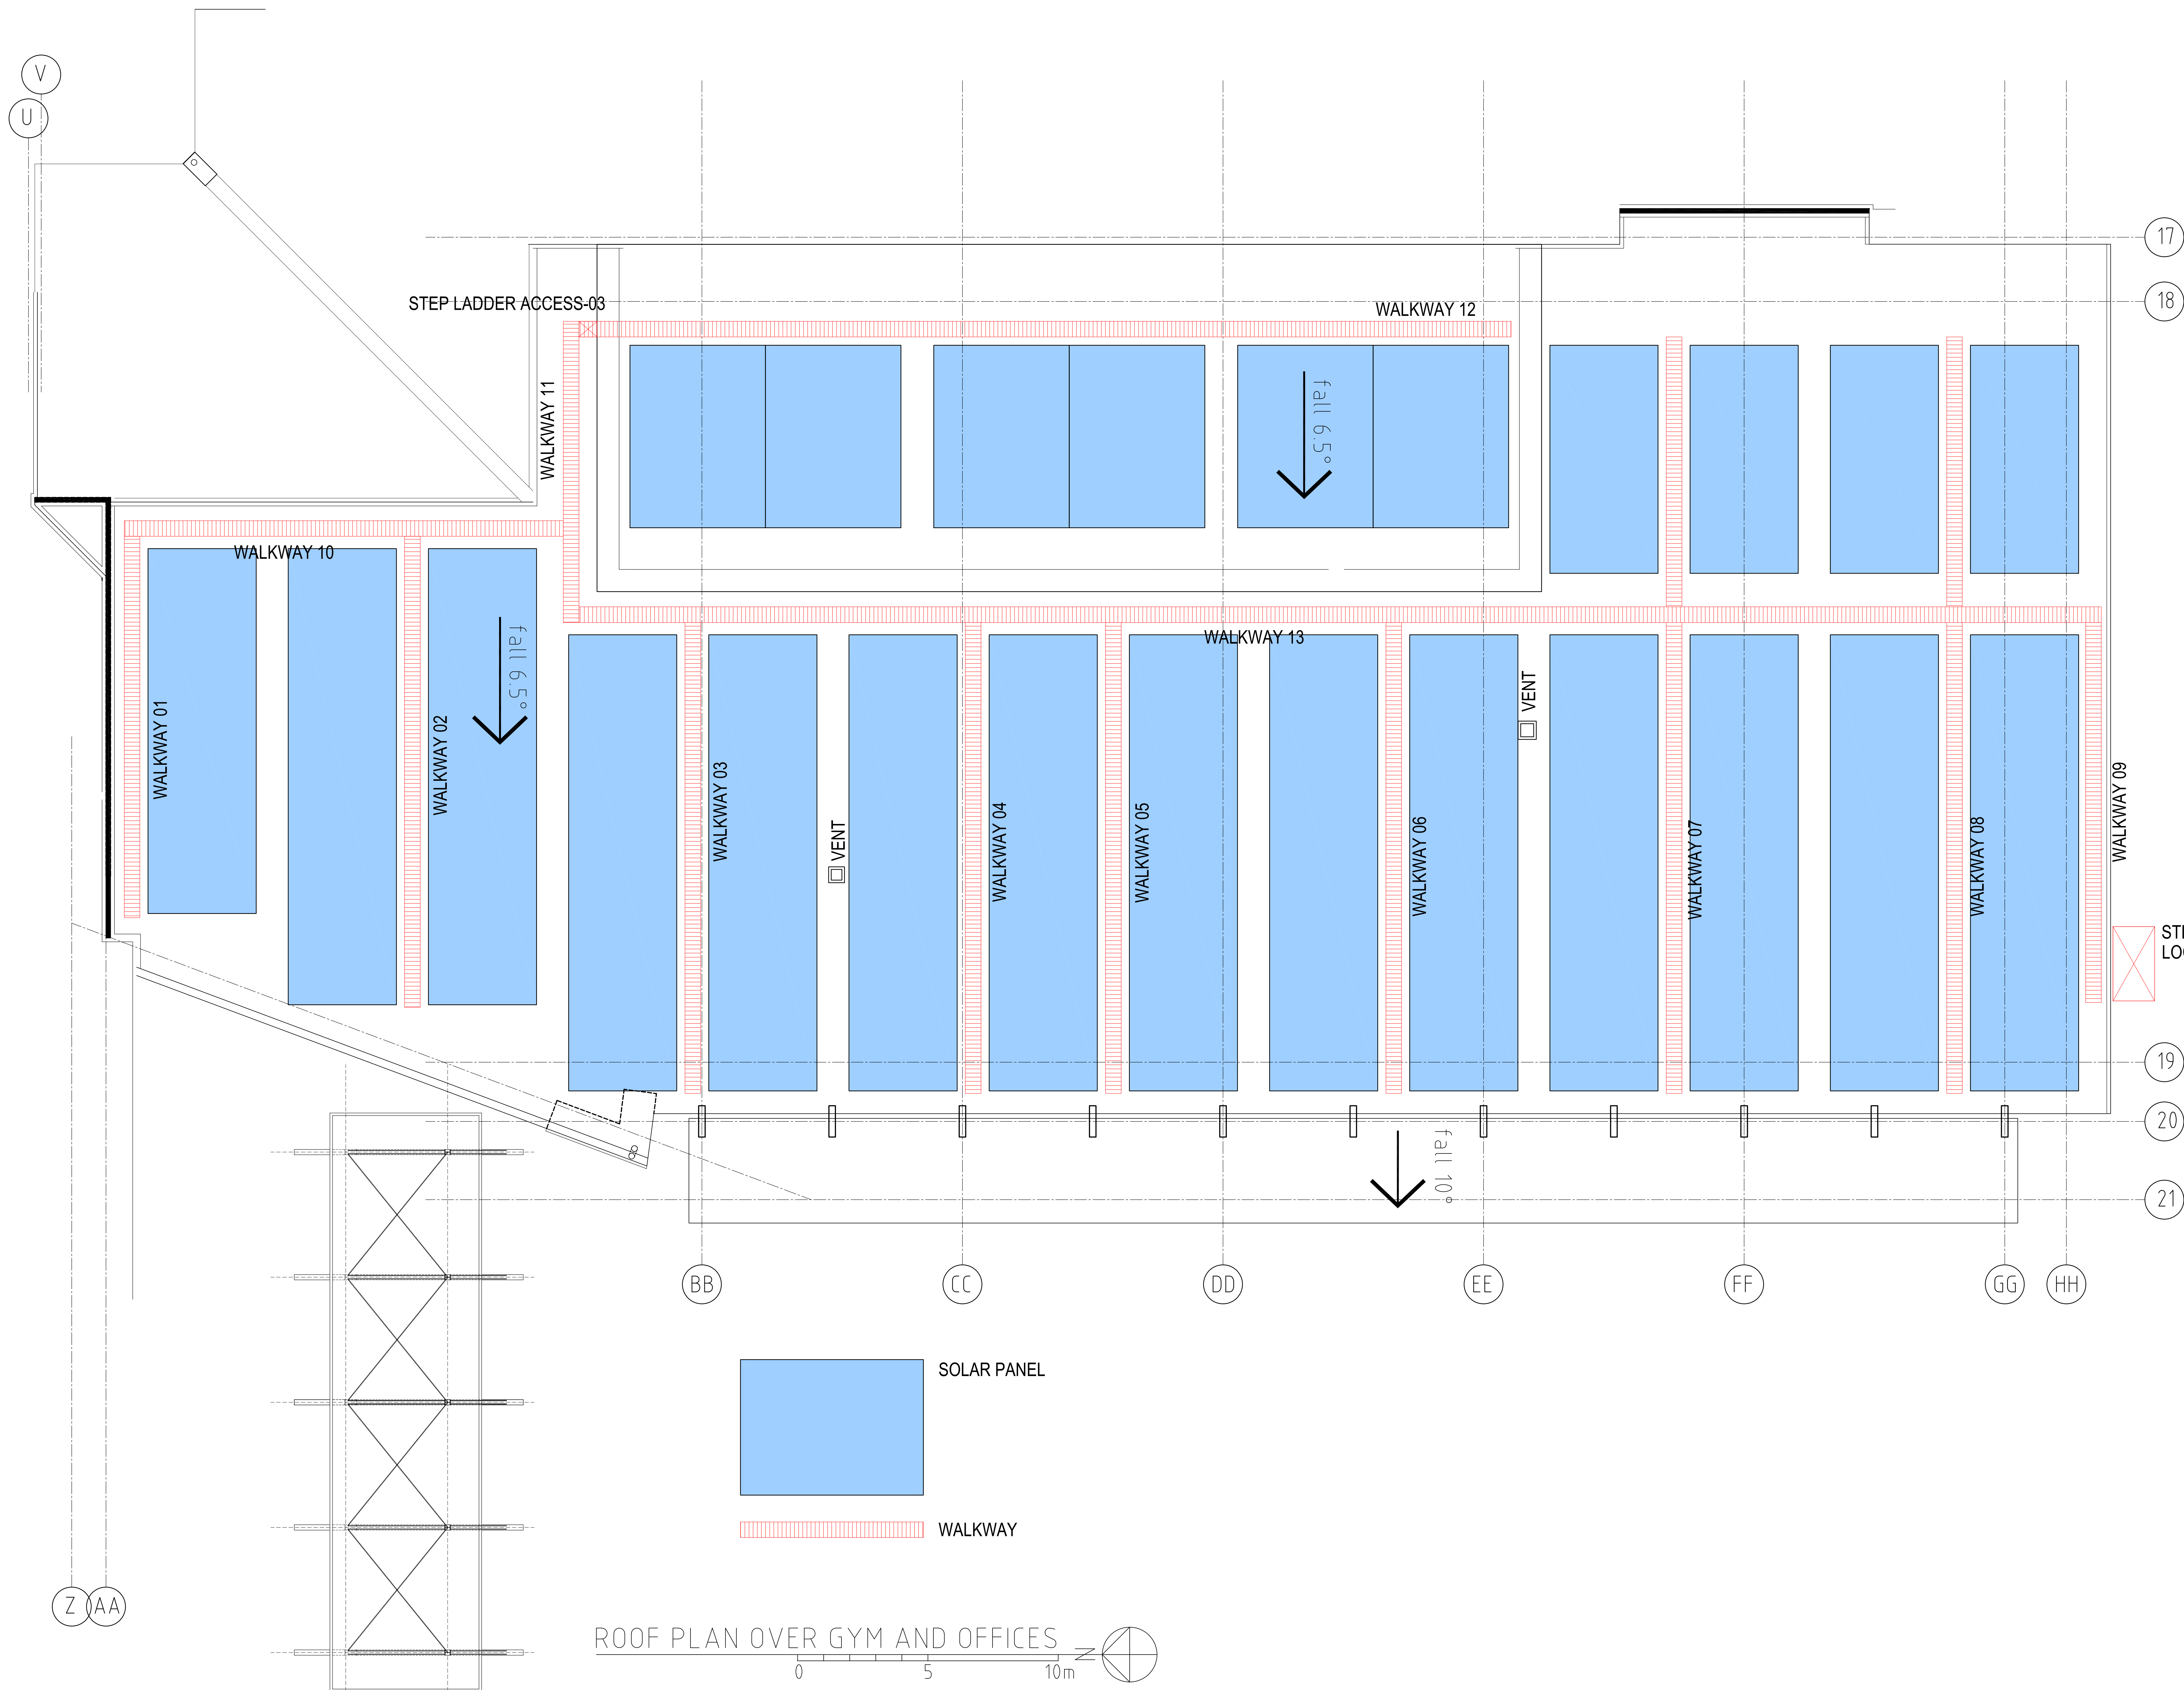 V
U
17
18
STEP LADDER ACCESS-03
WALKWAY 12
fall 6.5°
WALKWAY 11
WALKWAY 10
WALKWAY 13
fall 6.5°
WALKWAY 01
WALKWAY 02
WALKWAY 03
VENT
WALKWAY 04
WALKWAY 05
WALKWAY 06
VENT
WALKWAY 07
WALKWAY 08
WALKWAY 09
19
20
fall 10°
21
BB
CC
DD
EE
FF
GG
HH
SOLAR PANEL
WALKWAY
Z
AA
ROOF PLAN OVER GYM AND OFFICES
N
0 5 10m